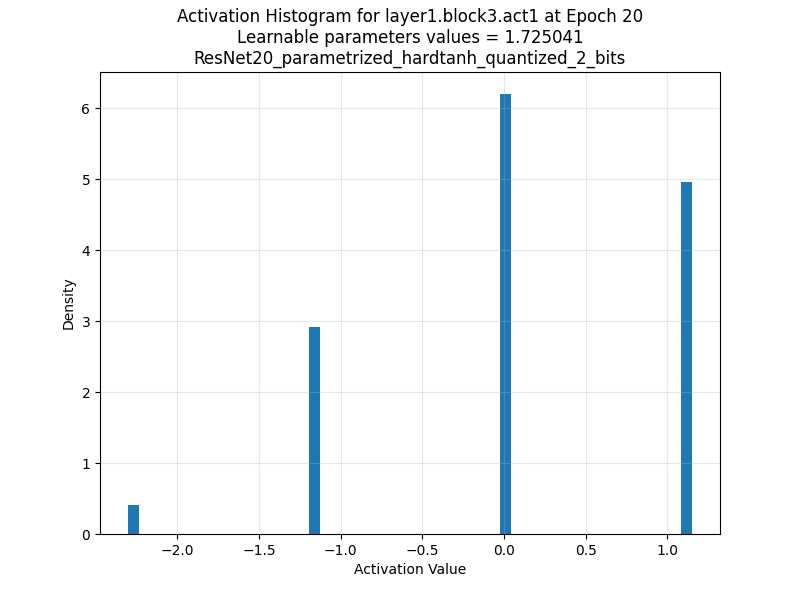 Activation Histogram for layer1.block3.act1 at Epoch 20
Learnable parameters values = 1.725041
ResNet20_parametrized_hardtanh_quantized_2_bits
6
5
4
3
2
1
0
Density
−2.0 −1.5 −1.0 −0.5 0.0 0.5 1.0
Activation Value